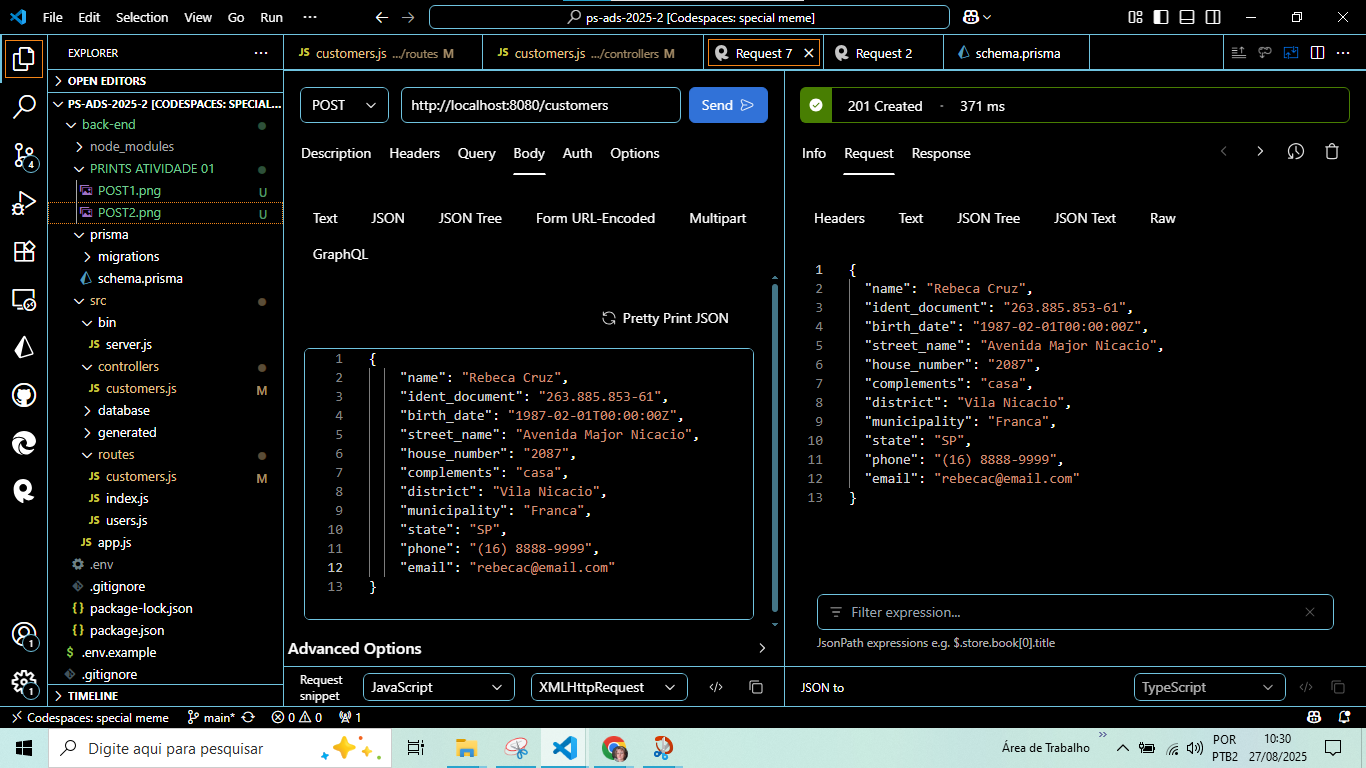 File Edit Selection View Go Run ··· ps-ads-2025-2 [Codespaces: special meme]
EXPLORER ···
OPEN EDITORS
PS-ADS-2025-2 [CODESPACES: SPECIAL...
back-end
node_modules
PRINTS ATIVIDADE 01
POST1.png U
POST2.png U
prisma
migrations
schema.prisma
src
bin
JS server.js
controllers
JS customers.js M
database
generated
routes
JS customers.js M
JS index.js
JS users.js
JS app.js
.env
.gitignore
{} package-lock.json
{} package.json
$ .env.example
.gitignore
TIMELINE
4
1
1
JS customers.js .../routes M JS customers.js .../controllers M Request 7 Request 2 schema.prisma ···
POST http://localhost:8080/customers Send
Description Headers Query Body Auth Options
Text JSON JSON Tree Form URL-Encoded Multipart
GraphQL
Pretty Print JSON
1 {
2 "name": "Rebeca Cruz",
3 "ident_document": "263.885.853-61",
4 "birth_date": "1987-02-01T00:00:00Z",
5 "street_name": "Avenida Major Nicacio",
6 "house_number": "2087",
7 "complements": "casa",
8 "district": "Vila Nicacio",
9 "municipality": "Franca",
10 "state": "SP",
11 "phone": "(16) 8888-9999",
12 "email": "rebecac@email.com"
13 }
Advanced Options
Request snippet JavaScript XMLHttpRequest
201 Created · 371 ms
Info Request Response
Headers Text JSON Tree JSON Text Raw
1 {
2 "name": "Rebeca Cruz",
3 "ident_document": "263.885.853-61",
4 "birth_date": "1987-02-01T00:00:00Z",
5 "street_name": "Avenida Major Nicacio",
6 "house_number": "2087",
7 "complements": "casa",
8 "district": "Vila Nicacio",
9 "municipality": "Franca",
10 "state": "SP",
11 "phone": "(16) 8888-9999",
12 "email": "rebecac@email.com"
13 }
Filter expression...
JsonPath expressions e.g. $.store.book[0].title
JSON to TypeScript
Codespaces: special meme main* 0 0 1
Digite aqui para pesquisar Área de Trabalho POR 10:30
PTB2 27/08/2025